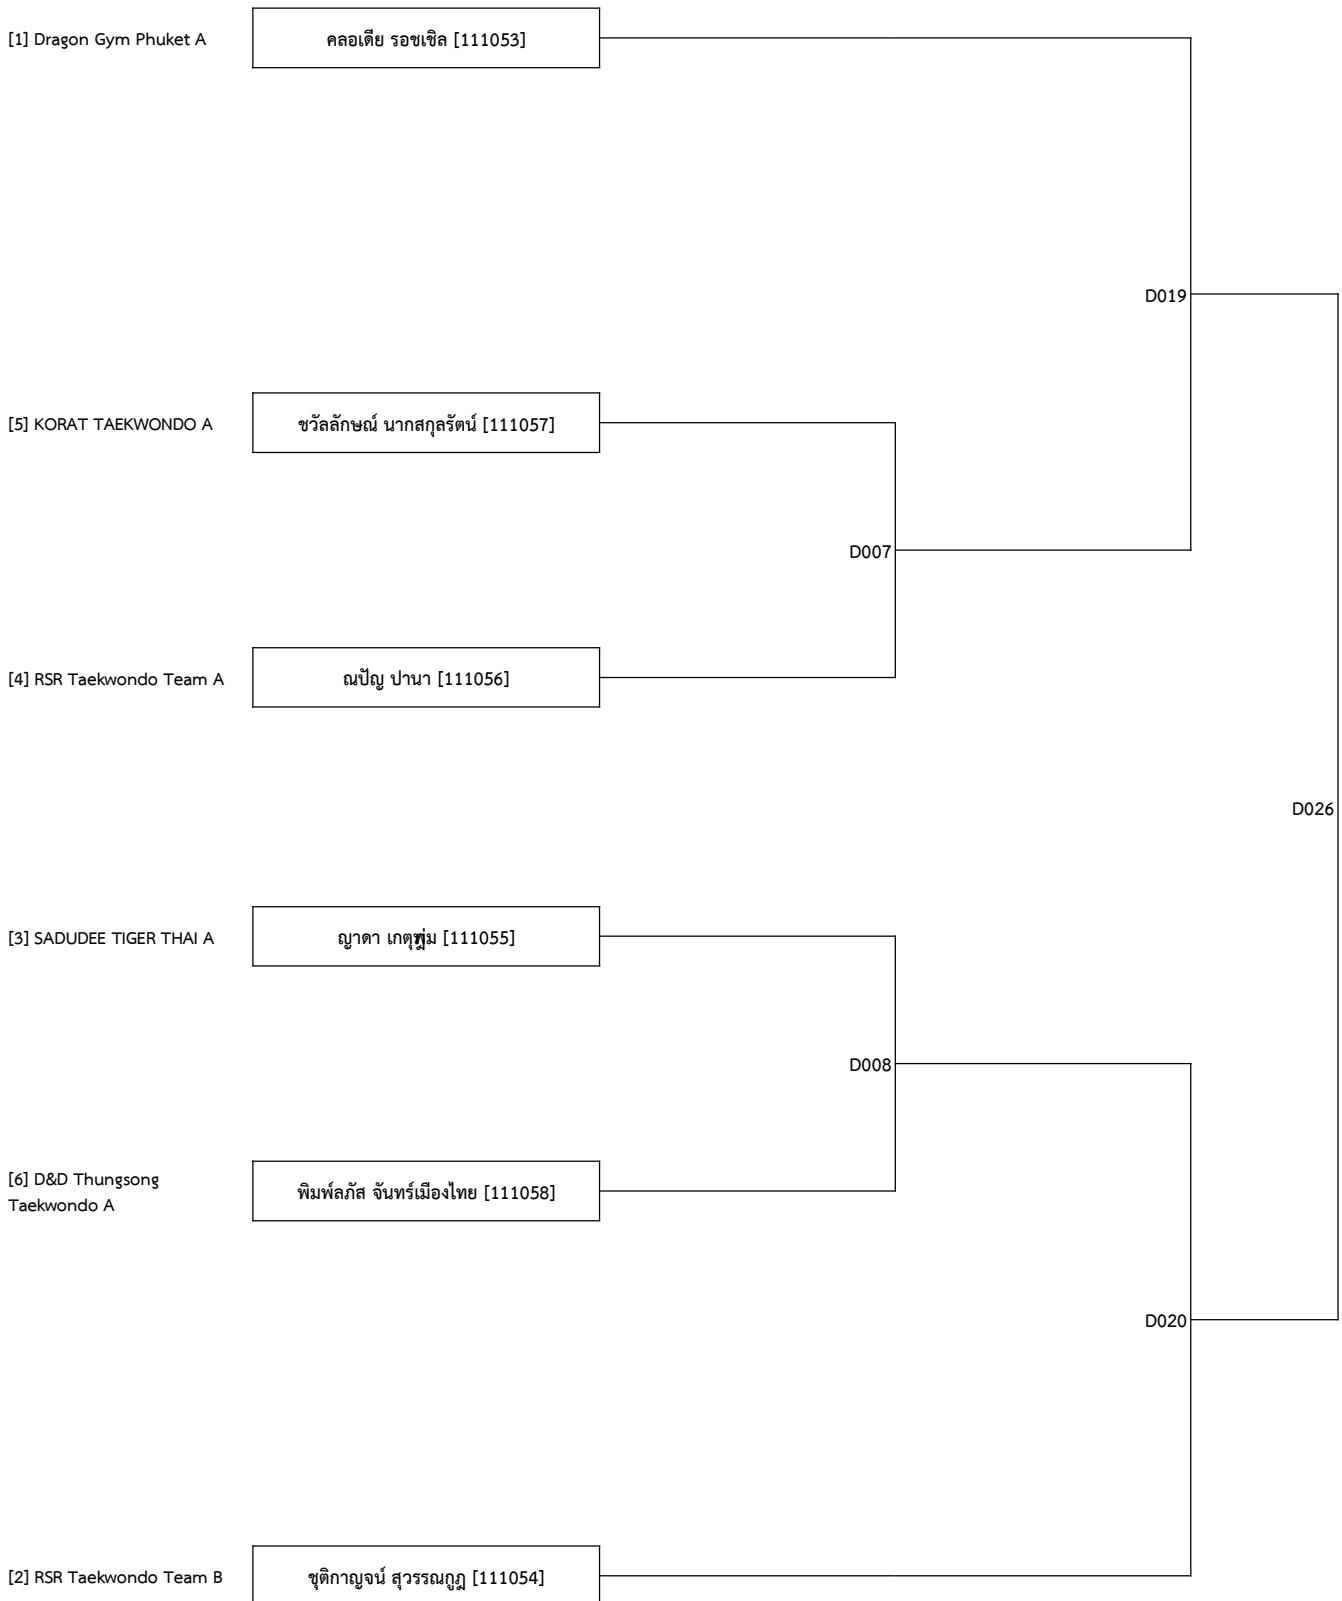 [1] Dragon Gym Phuket A
คลอเดีย รอชเชิล [111053]
D019
[5] KORAT TAEKWONDO A
ชวัลลักษณ์ นากสกุลรัตน์ [111057]
D007
[4] RSR Taekwondo Team A
ณปัญ ปานา [111056]
D026
[3] SADUDEE TIGER THAI A
ญาดา [111055]
D008
[6] D&D Thungsong
Taekwondo A
พิมพ์ลภัส จันทร์เมืองไทย [111058]
D020
[2] RSR Taekwondo Team B
ชุติกาญจน์ สุวรรณกูฎ [111054]